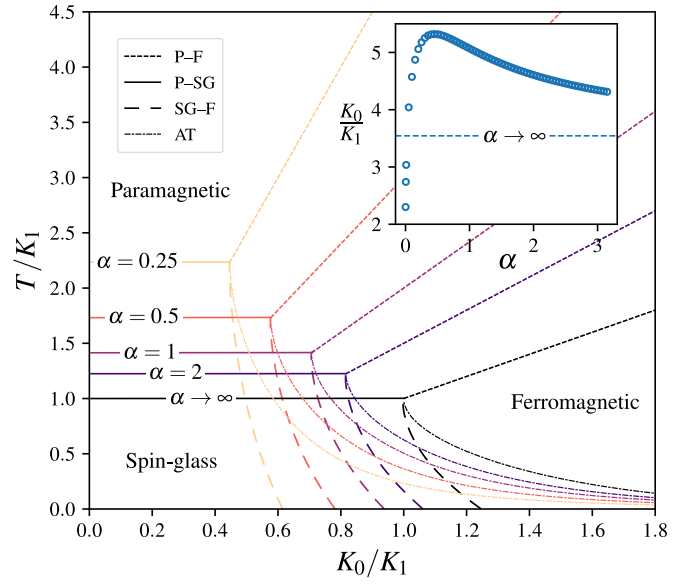 4.5
4.0
3.5
3.0
2.5
2.0
1.5
1.0
0.5
0.0
T/K₁
P–F
P–SG
SG–F
AT
Paramagnetic
α = 0.25
α = 0.5
α = 1
α = 2
α → ∞
Spin-glass
Ferromagnetic
5
4
3
2
K₀/K₁
α → ∞
0
1
2
3
α
0.0
0.2
0.4
0.6
0.8
1.0
1.2
1.4
1.6
1.8
K₀/K₁